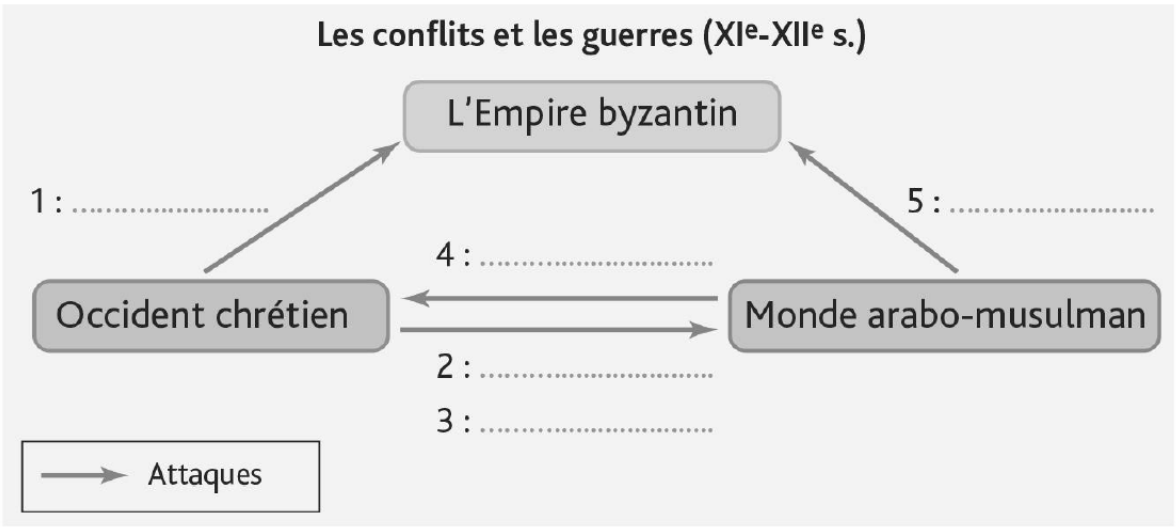 Les conflits et les guerres (XIᵉ-XIIᵉ s.)
L'Empire byzantin
1 : ............................
5 : ............................
4 : ............................
Occident chrétien
Monde arabo-musulman
2 : ............................
3 : ............................
Attaques